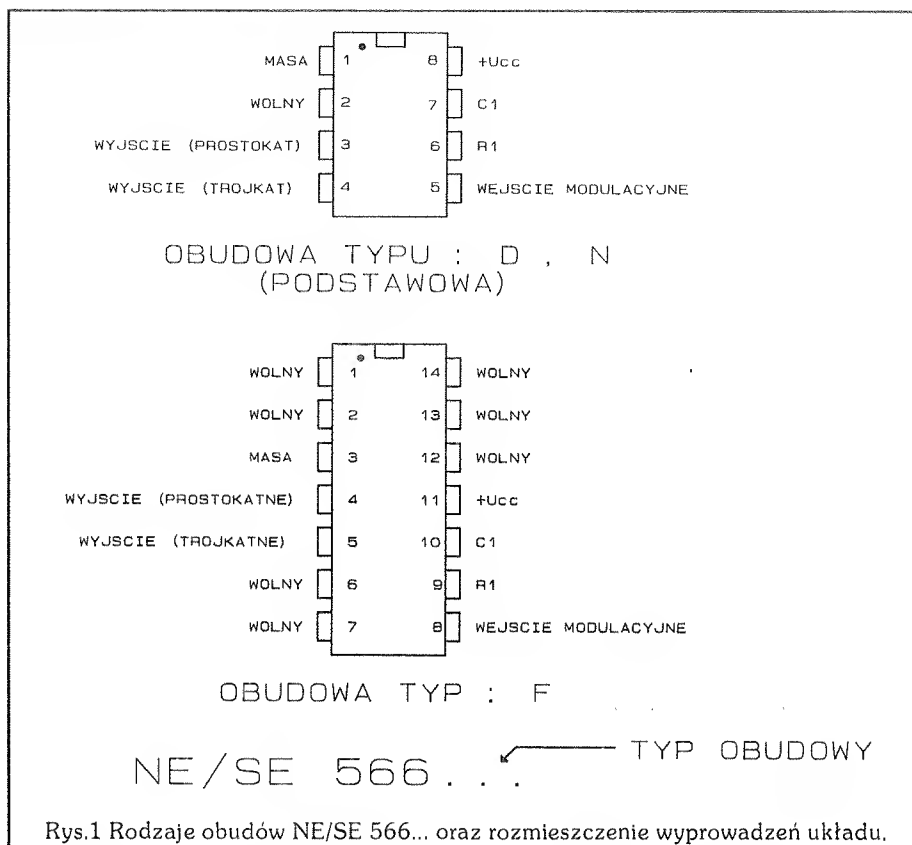 MASA 1 8 +Ucc
WOLNY 2 7 C1
WYJSCIE (PROSTOKAT) 3 6 R1
WYJSCIE (TROJKAT) 4 5 WEJSCIE MODULACYJNE
OBUDOWA TYPU : D , N
(PODSTAWOWA)
WOLNY 1 14 WOLNY
WOLNY 2 13 WOLNY
MASA 3 12 WOLNY
WYJSCIE (PROSTOKATNE) 4 11 +Ucc
WYJSCIE (TROJKATNE) 5 10 C1
WOLNY 6 9 R1
WOLNY 7 8 WEJSCIE MODULACYJNE
OBUDOWA TYP : F
TYP OBUDOWY
NE/SE 566...
Rys.1 Rodzaje obudów NE/SE 566... oraz rozmieszczenie wyprowadzeń układu.